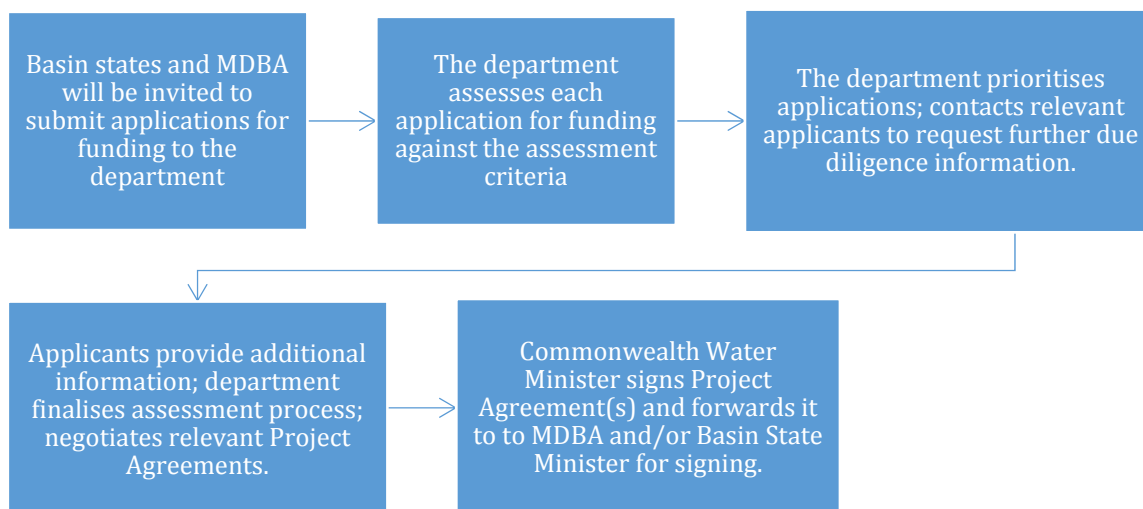 Basin states and MDBA
will be invited to
submit applications for
funding to the
department
The department
assesses each
application for funding
against the assessment
criteria
The department prioritises
applications; contacts relevant
applicants to request further due
diligence information.
Applicants provide additional
information; department
finalises assessment process;
negotiates relevant Project
Agreements.
Commonwealth Water
Minister signs Project
Agreement(s) and forwards it
to to MDBA and/or Basin State
Minister for signing.